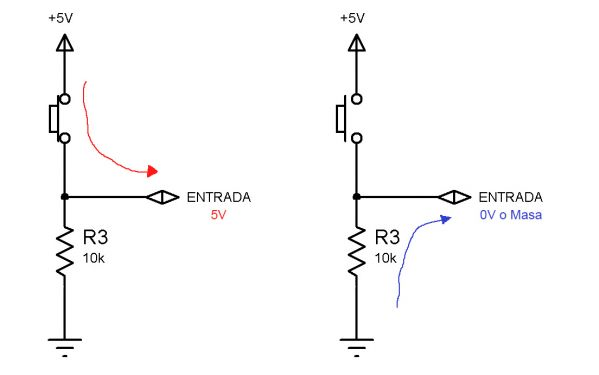 +5V
ENTRADA
5V
R3
10k
+5V
ENTRADA
0V o Masa
R3
10k